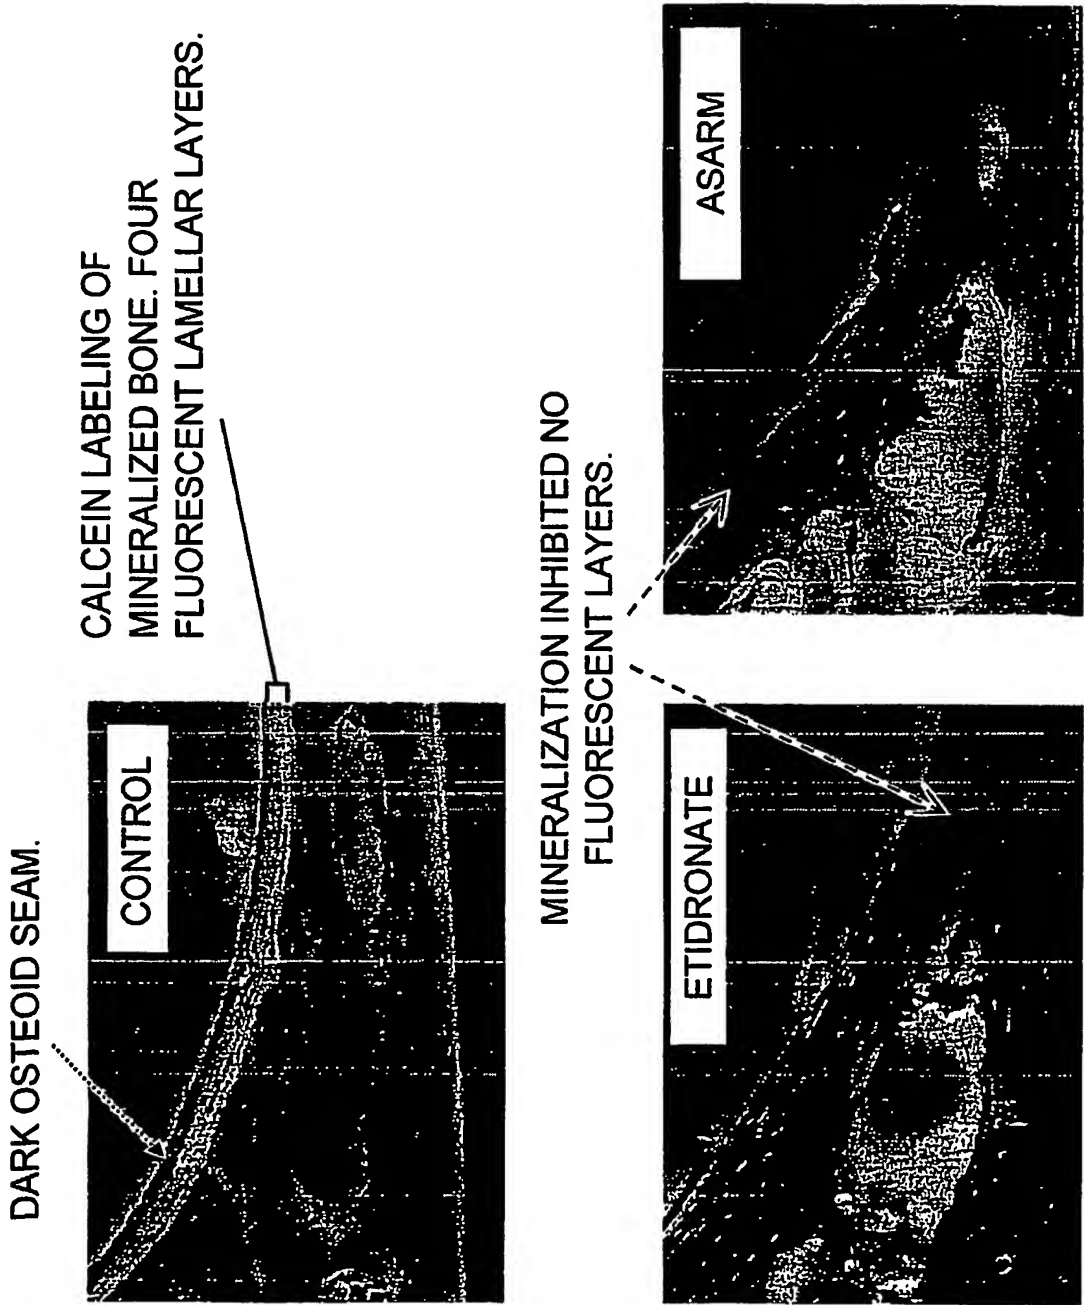 DARK OSTEOID SEAM.
CONTROL
CALCEIN LABELING OF
MINERALIZED BONE. FOUR
FLUORESCENT LAMELLAR LAYERS.
MINERALIZATION INHIBITED NO
FLUORESCENT LAYERS.
ETIDRONATE
ASARM